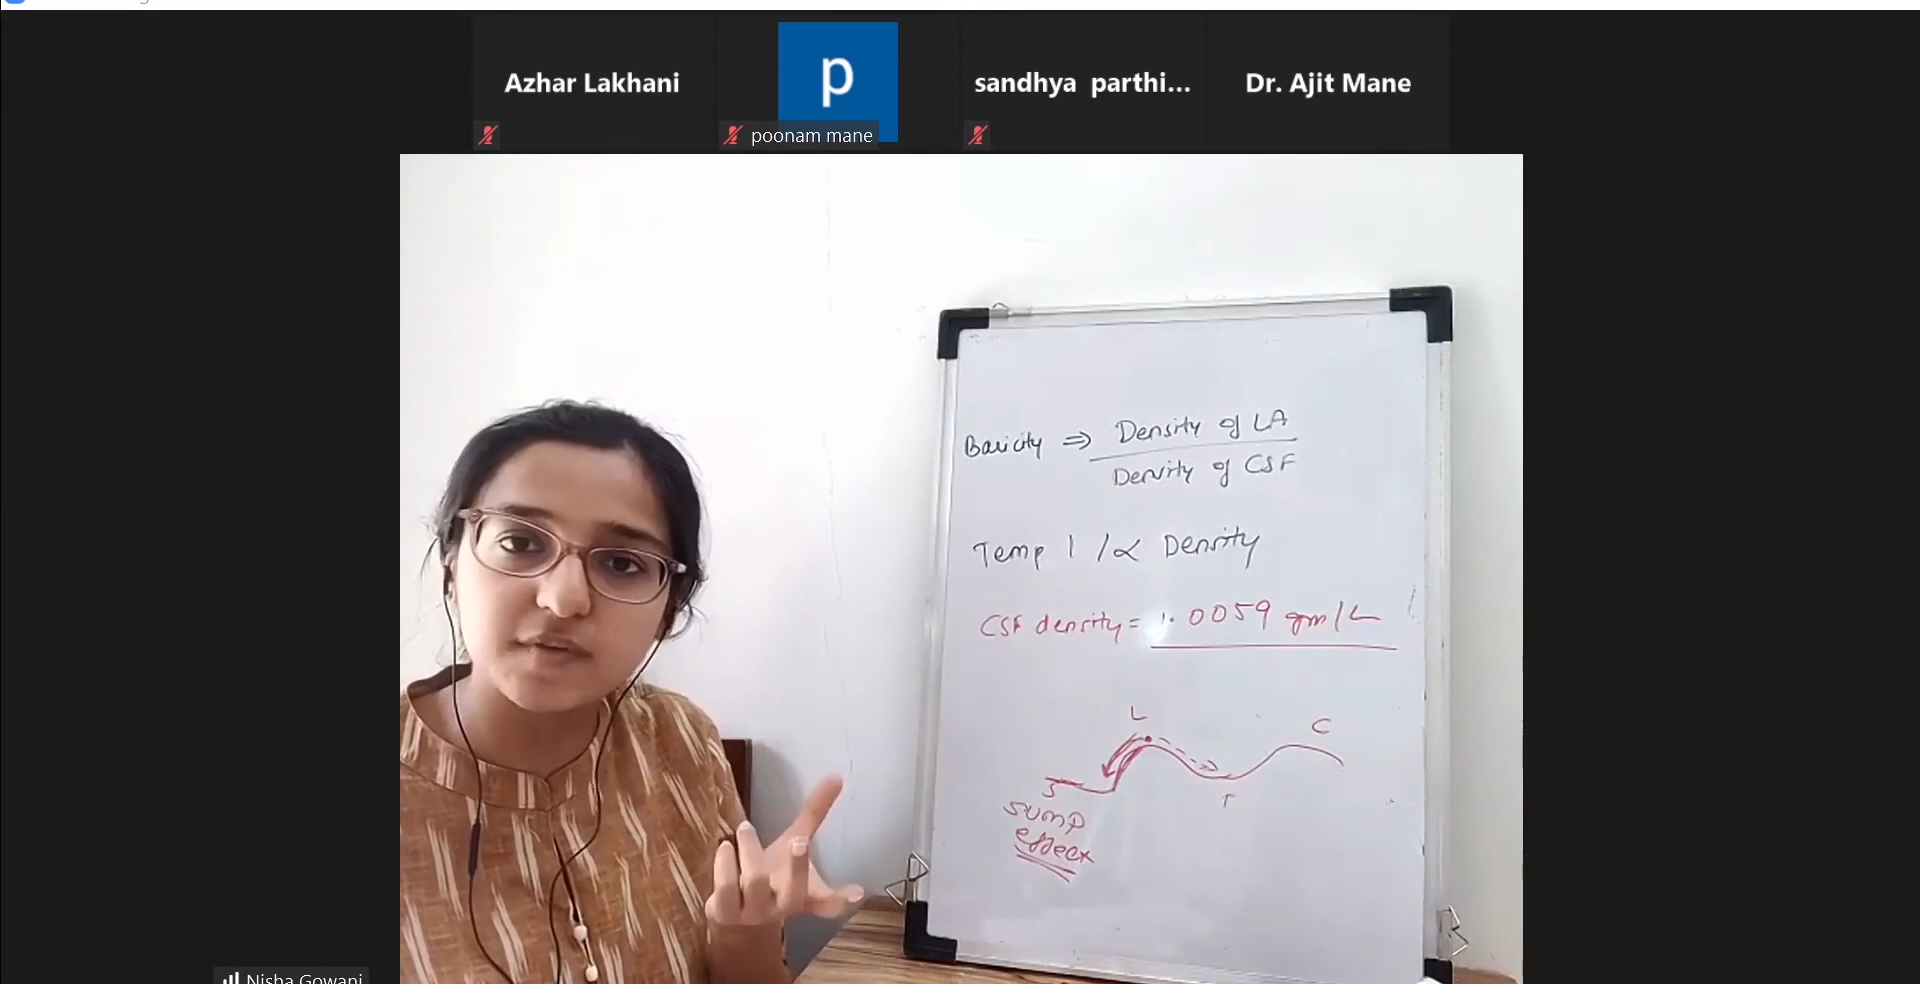 Azhar Lakhani
p
poonam mane
sandhya parthi...
Dr. Ajit Mane
Baricity ⇒ Density of LA
Density of CSF
Temp 1/∝ Density
CSF density = 1.0059 gm/L
L
C
S
T
sump
effect
Nisha Gowani